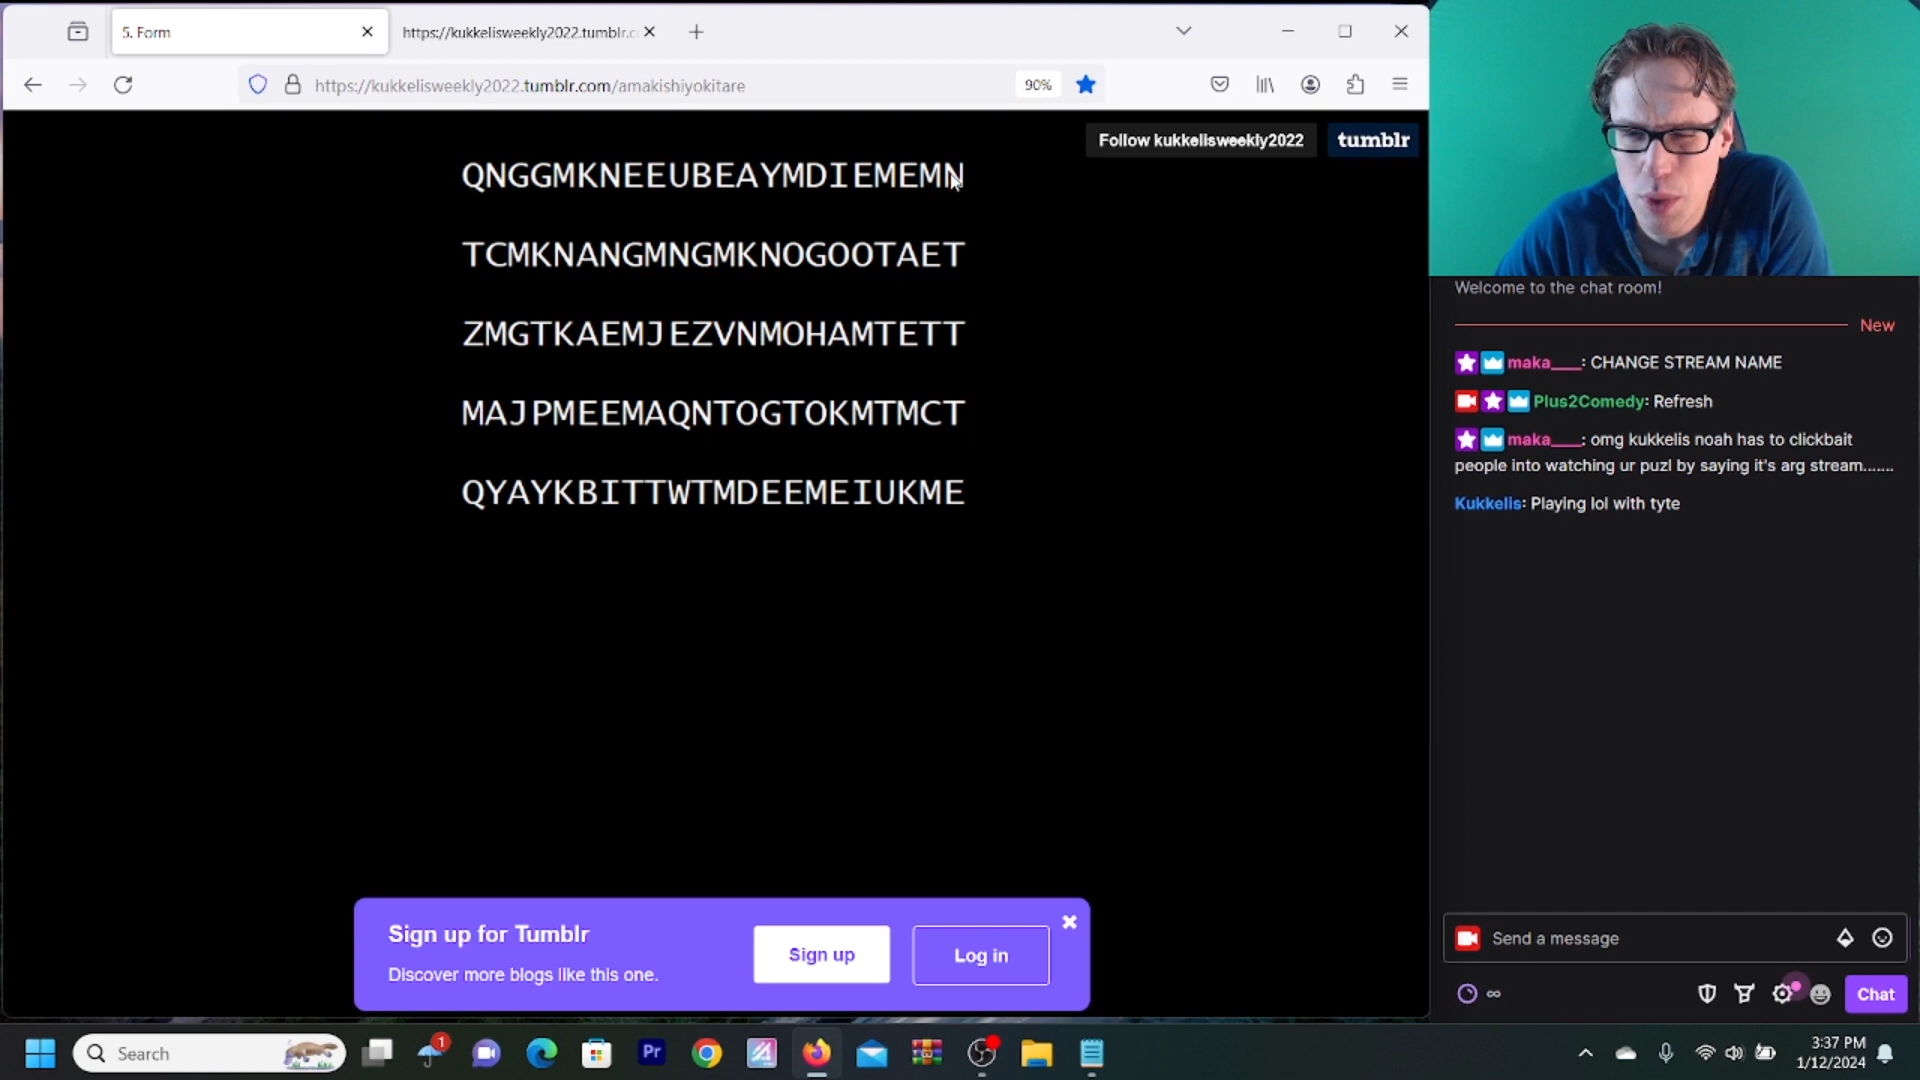 5. Form
https://kukkelisweekly2022.tumblr.c
https://kukkelisweekly2022.tumblr.com/amakishiyokitare
90%
Follow kukkelisweekly2022
tumblr
QNGGMKNEEUBEAYMDIEMEMN
TCMKNANGMNGMKNOGOOTAET
ZMGTKAEMJEZVNMOHAMTETT
MAJPMEEMAQNTOGTOKMTMCT
QYAYKBITTWTMDEEMEIUKME
Sign up for Tumblr
Discover more blogs like this one.
Sign up
Log in
Welcome to the chat room!
New
maka___: CHANGE STREAM NAME
Plus2Comedy: Refresh
maka___: omg kukkelis noah has to clickbait
people into watching ur puzl by saying it's arg stream.......
Kukkelis: Playing lol with tyte
Send a message
∞
Chat
Search
1
Pr
3:37 PM
1/12/2024